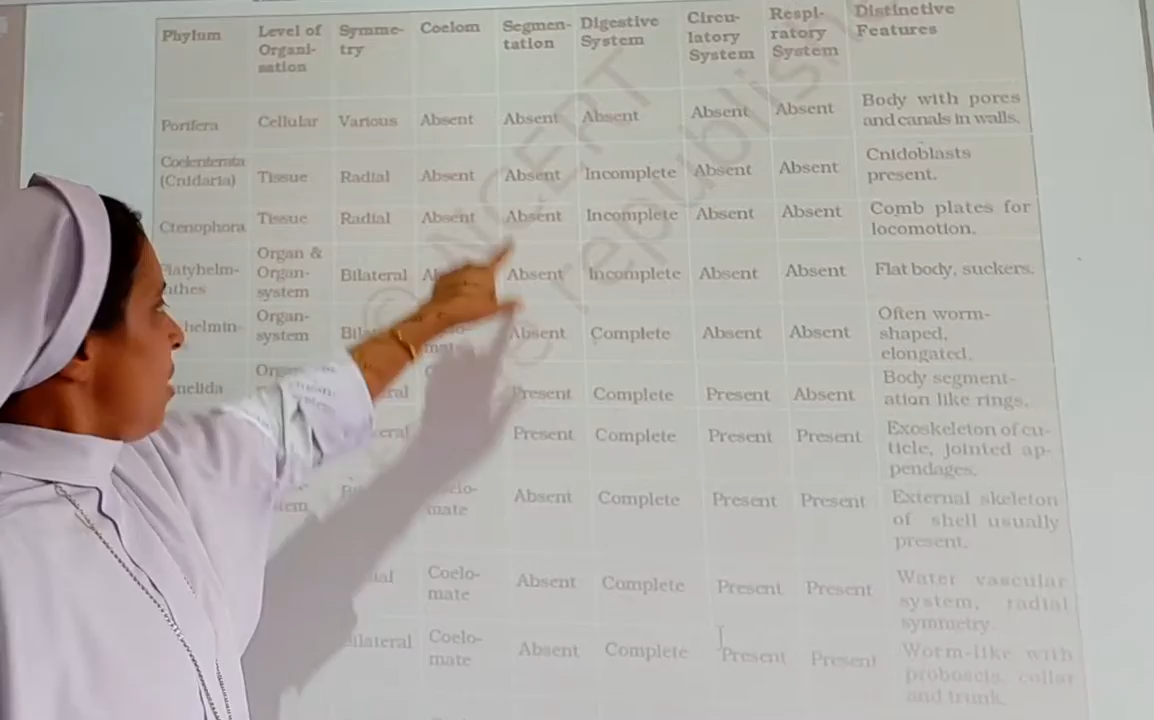 Phylum Level of Organi- sation Symme- try Coelom Segmen- tation Digestive System Circu- latory System Respi- ratory System Distinctive Features
Porifera Cellular Various Absent Absent Absent Absent Absent Body with pores and canals in walls.
Coelenterata (Cnidaria) Tissue Radial Absent Absent Incomplete Absent Absent Cnidoblasts present.
Ctenophora Tissue Radial Absent Absent Incomplete Absent Absent Comb plates for locomotion.
Platyhelm- Organ & Organ- system Bilateral Absent Incomplete Absent Absent Flat body, suckers.
helmin Organ- system Absent Complete Absent Absent Often worm- shaped, elongated.
nelida Present Complete Present Absent Body segment- ation like rings.
Present Complete Present Present Exoskeleton of cu- ticle, jointed ap- pendages.
mate Absent Complete Present Present External skeleton of shell usually present.
Coelo- mate Absent Complete Present Present Water vascular system, radial symmetry.
Bilateral Coelo- mate Absent Complete Present Present Worm-like with proboscis, collar and trunk.
© NCERT
republish